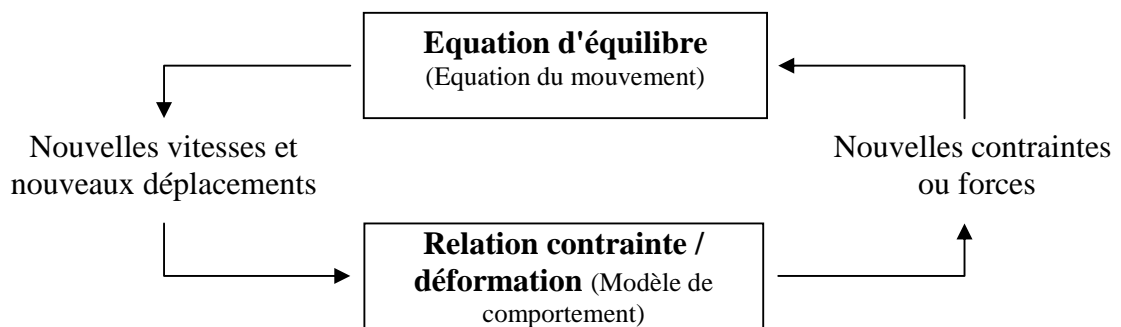 Equation d'équilibre
(Equation du mouvement)
Nouvelles vitesses et
nouveaux déplacements
Nouvelles contraintes
ou forces
Relation contrainte /
déformation (Modèle de
comportement)